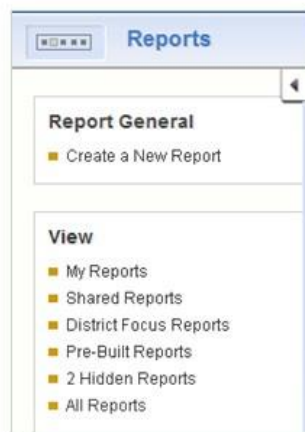 Reports
Report General
Create a New Report
View
My Reports
Shared Reports
District Focus Reports
Pre-Built Reports
2 Hidden Reports
All Reports